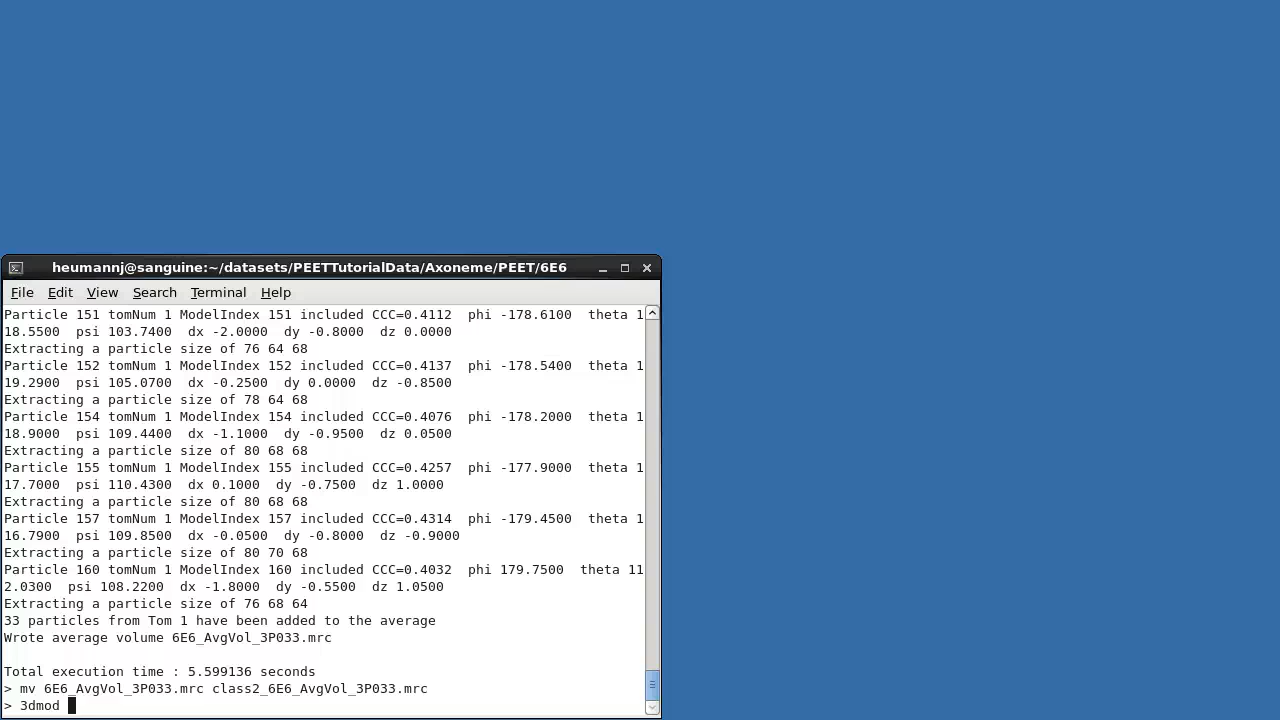 heumannj@sanguine:~/datasets/PEETTutorialData/Axoneme/PEET/6E6
File Edit View Search Terminal Help
Particle 151 tomNum 1 ModelIndex 151 included CCC=0.4112  phi -178.6100  theta 1
18.5500  psi 103.7400  dx -2.0000  dy -0.8000  dz 0.0000
Extracting a particle size of 76 64 68
Particle 152 tomNum 1 ModelIndex 152 included CCC=0.4137  phi -178.5400  theta 1
19.2900  psi 105.0700  dx -0.2500  dy 0.0000  dz -0.8500
Extracting a particle size of 78 64 68
Particle 154 tomNum 1 ModelIndex 154 included CCC=0.4076  phi -178.2000  theta 1
18.9000  psi 109.4400  dx -1.1000  dy -0.9500  dz 0.0500
Extracting a particle size of 80 68 68
Particle 155 tomNum 1 ModelIndex 155 included CCC=0.4257  phi -177.9000  theta 1
17.7000  psi 110.4300  dx 0.1000  dy -0.7500  dz 1.0000
Extracting a particle size of 80 68 68
Particle 157 tomNum 1 ModelIndex 157 included CCC=0.4314  phi -179.4500  theta 1
16.7900  psi 109.8500  dx -0.0500  dy -0.8000  dz -0.9000
Extracting a particle size of 80 70 68
Particle 160 tomNum 1 ModelIndex 160 included CCC=0.4032  phi 179.7500  theta 11
2.0300  psi 108.2200  dx -1.8000  dy -0.5500  dz 1.0500
Extracting a particle size of 76 68 64
33 particles from Tom 1 have been added to the average
Wrote average volume 6E6_AvgVol_3P033.mrc
Total execution time : 5.599136 seconds
> mv 6E6_AvgVol_3P033.mrc class2_6E6_AvgVol_3P033.mrc
> 3dmod